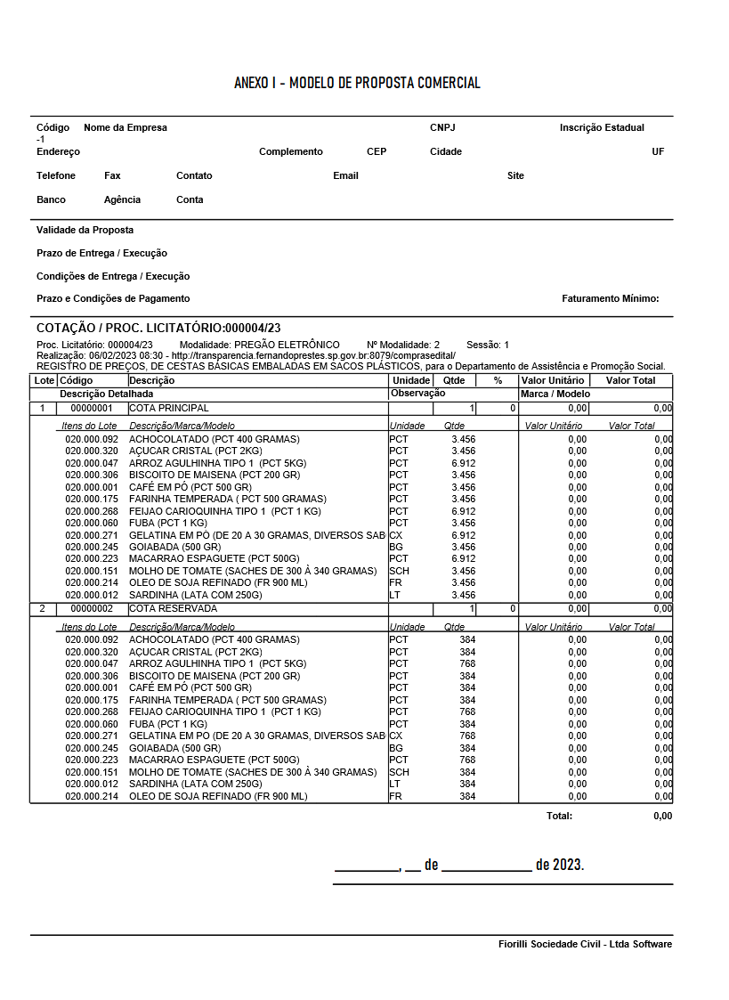 ANEXO I - MODELO DE PROPOSTA COMERCIAL
Código Nome da Empresa CNPJ Inscrição Estadual
-1
Endereço Complemento CEP Cidade UF
Telefone Fax Contato Email Site
Banco Agência Conta
Validade da Proposta
Prazo de Entrega / Execução
Condições de Entrega / Execução
Prazo e Condições de Pagamento Faturamento Mínimo:
COTAÇÃO / PROC. LICITATÓRIO:000004/23
Proc. Licitatório: 000004/23 Modalidade: PREGÃO ELETRÔNICO Nº Modalidade: 2 Sessão: 1
Realização: 06/02/2023 08:30 - http://transparencia.fernandoprestes.sp.gov.br:8079/comprasedital/
REGISTRO DE PREÇOS, DE CESTAS BÁSICAS EMBALADAS EM SACOS PLÁSTICOS, para o Departamento de Assistência e Promoção Social.
Lote Código Descrição Unidade Qtde % Valor Unitário Valor Total
Descrição Detalhada Observação Marca / Modelo
1 00000001 COTA PRINCIPAL 1 0 0,00 0,00
Itens do Lote Descrição/Marca/Modelo Unidade Qtde Valor Unitário Valor Total
020.000.092 ACHOCOLATADO (PCT 400 GRAMAS) PCT 3.456 0,00 0,00
020.000.320 AÇUCAR CRISTAL (PCT 2KG) PCT 3.456 0,00 0,00
020.000.047 ARROZ AGULHINHA TIPO 1 (PCT 5KG) PCT 6.912 0,00 0,00
020.000.306 BISCOITO DE MAISENA (PCT 200 GR) PCT 3.456 0,00 0,00
020.000.001 CAFÉ EM PÓ (PCT 500 GR) PCT 3.456 0,00 0,00
020.000.175 FARINHA TEMPERADA ( PCT 500 GRAMAS) PCT 3.456 0,00 0,00
020.000.268 FEIJAO CARIOQUINHA TIPO 1 (PCT 1 KG) PCT 6.912 0,00 0,00
020.000.060 FUBA (PCT 1 KG) PCT 3.456 0,00 0,00
020.000.271 GELATINA EM PÓ (DE 20 A 30 GRAMAS, DIVERSOS SAB CX 6.912 0,00 0,00
020.000.245 GOIABADA (500 GR) BG 3.456 0,00 0,00
020.000.223 MACARRAO ESPAGUETE (PCT 500G) PCT 6.912 0,00 0,00
020.000.151 MOLHO DE TOMATE (SACHES DE 300 À 340 GRAMAS) SCH 3.456 0,00 0,00
020.000.214 OLEO DE SOJA REFINADO (FR 900 ML) FR 3.456 0,00 0,00
020.000.012 SARDINHA (LATA COM 250G) LT 3.456 0,00 0,00
2 00000002 COTA RESERVADA 1 0 0,00 0,00
Itens do Lote Descrição/Marca/Modelo Unidade Qtde Valor Unitário Valor Total
020.000.092 ACHOCOLATADO (PCT 400 GRAMAS) PCT 384 0,00 0,00
020.000.320 AÇUCAR CRISTAL (PCT 2KG) PCT 384 0,00 0,00
020.000.047 ARROZ AGULHINHA TIPO 1 (PCT 5KG) PCT 768 0,00 0,00
020.000.306 BISCOITO DE MAISENA (PCT 200 GR) PCT 384 0,00 0,00
020.000.001 CAFÉ EM PÓ (PCT 500 GR) PCT 384 0,00 0,00
020.000.175 FARINHA TEMPERADA ( PCT 500 GRAMAS) PCT 384 0,00 0,00
020.000.268 FEIJAO CARIOQUINHA TIPO 1 (PCT 1 KG) PCT 768 0,00 0,00
020.000.060 FUBA (PCT 1 KG) PCT 384 0,00 0,00
020.000.271 GELATINA EM PÓ (DE 20 A 30 GRAMAS, DIVERSOS SAB CX 768 0,00 0,00
020.000.245 GOIABADA (500 GR) BG 384 0,00 0,00
020.000.223 MACARRAO ESPAGUETE (PCT 500G) PCT 768 0,00 0,00
020.000.151 MOLHO DE TOMATE (SACHES DE 300 À 340 GRAMAS) SCH 384 0,00 0,00
020.000.012 SARDINHA (LATA COM 250G) LT 384 0,00 0,00
020.000.214 OLEO DE SOJA REFINADO (FR 900 ML) FR 384 0,00 0,00
Total: 0,00
________, __ de ___________ de 2023.
Fiorilli Sociedade Civil - Ltda Software